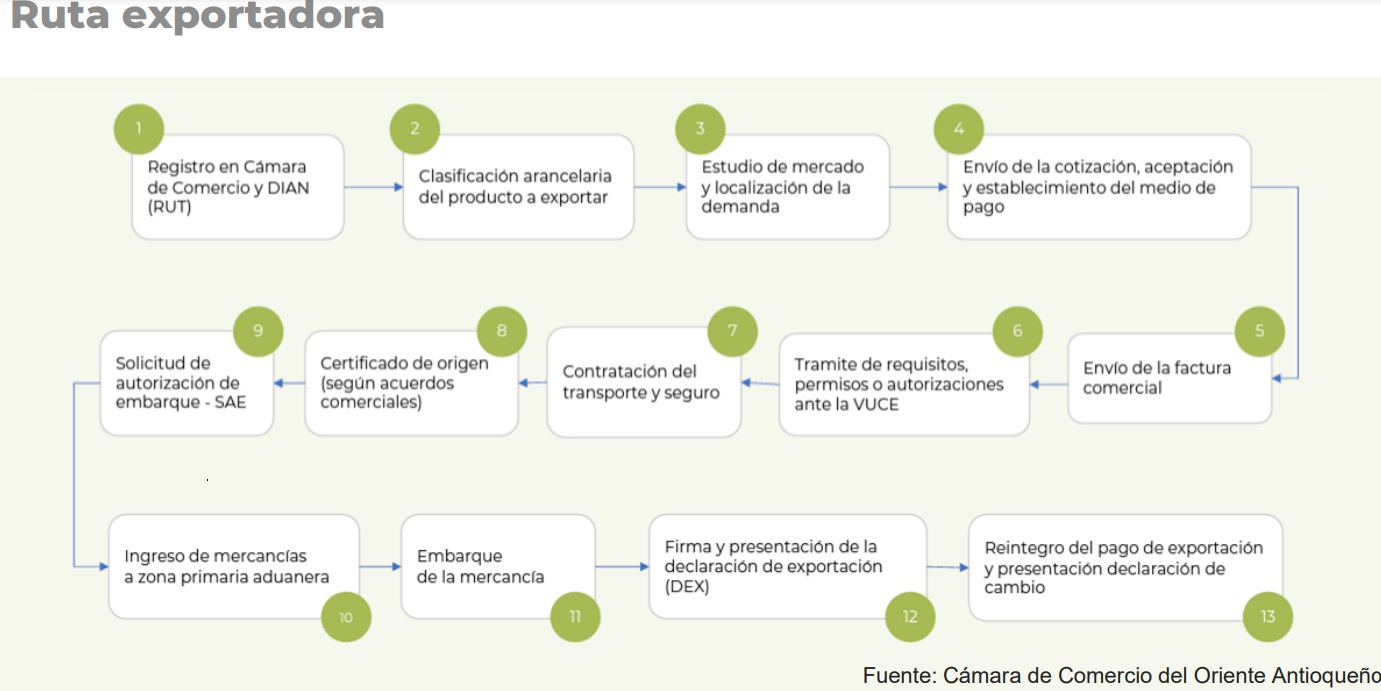 Ruta exportadora
1
Registro en Cámara
de Comercio y DIAN
(RUT)
2
Clasificación arancelaria
del producto a exportar
3
Estudio de mercado
y localización de la
demanda
4
Envío de la cotización, aceptación
y establecimiento del medio de
pago
5
Envío de la factura
comercial
6
Tramite de requisitos,
permisos o autorizaciones
ante la VUCE
7
Contratación del
transporte y seguro
8
Certificado de origen
(según acuerdos
comerciales)
9
Solicitud de
autorización de
embarque - SAE
Ingreso de mercancías
a zona primaria aduanera
10
Embarque
de la mercancía
11
Firma y presentación de la
declaración de exportación
(DEX)
12
Reintegro del pago de exportación
y presentación declaración de
cambio
13
Fuente: Cámara de Comercio del Oriente Antioqueño